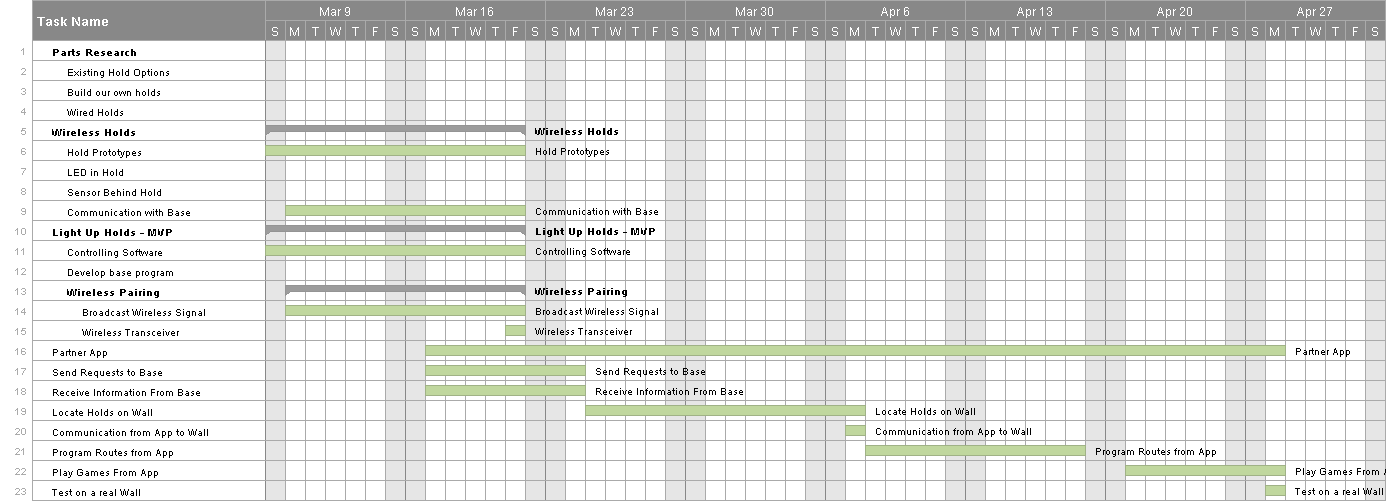 Task Name Mar 9 Mar 16 Mar 23 Mar 30 Apr 6 Apr 13 Apr 20 Apr 27
S M T W T F S S M T W T F S S M T W T F S S M T W T F S S M T W T F S S M T W T F S S M T W T F S S M T W T F S
1 Parts Research
2 Existing Hold Options
3 Build our own holds
4 Wired Holds
5 Wireless Holds Wireless Holds
6 Hold Prototypes Hold Prototypes
7 LED in Hold
8 Sensor Behind Hold
9 Communication with Base Communication with Base
10 Light Up Holds - MVP Light Up Holds - MVP
11 Controlling Software Controlling Software
12 Develop base program
13 Wireless Pairing Wireless Pairing
14 Broadcast Wireless Signal Broadcast Wireless Signal
15 Wireless Transceiver Wireless Transceiver
16 Partner App Partner App
17 Send Requests to Base Send Requests to Base
18 Receive Information From Base Receive Information From Base
19 Locate Holds on Wall Locate Holds on Wall
20 Communication from App to Wall Communication from App to Wall
21 Program Routes from App Program Routes from App
22 Play Games From App Play Games From
23 Test on a real Wall Test on a real Wall